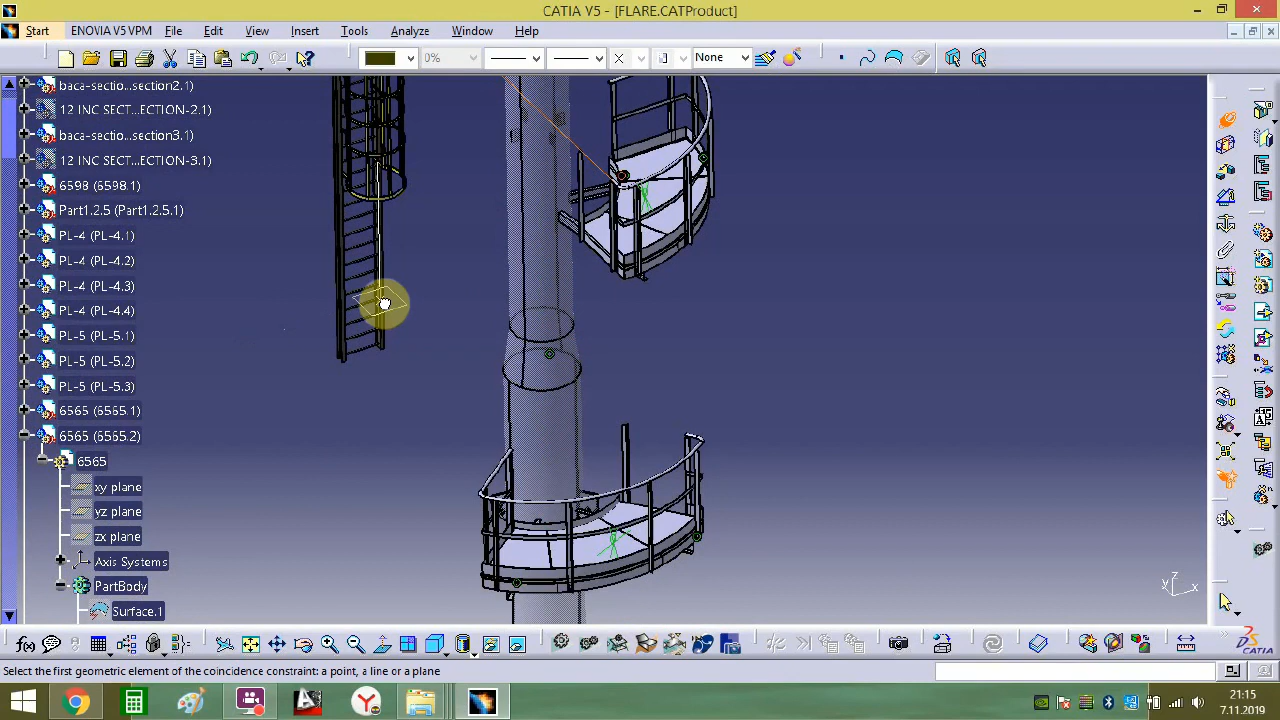 CATIA V5 - [FLARE.CATProduct]
Start ENOVIA V5 VPM File Edit View Insert Tools Analyze Window Help
0% None
baca-sectio...section2.1)
12 INC SECT...ECTION-2.1)
baca-sectio...section3.1)
12 INC SECT...ECTION-3.1)
6598 (6598.1)
Part1.2.5 (Part1.2.5.1)
PL-4 (PL-4.1)
PL-4 (PL-4.2)
PL-4 (PL-4.3)
PL-4 (PL-4.4)
PL-5 (PL-5.1)
PL-5 (PL-5.2)
PL-5 (PL-5.3)
6565 (6565.1)
6565 (6565.2)
6565
xy plane
yz plane
zx plane
Axis Systems
PartBody
Surface.1
z
y x
f(x)
CATIA
Select the first geometric element of the coincidence constraint: a point, a line or a plane
21:15
7.11.2019